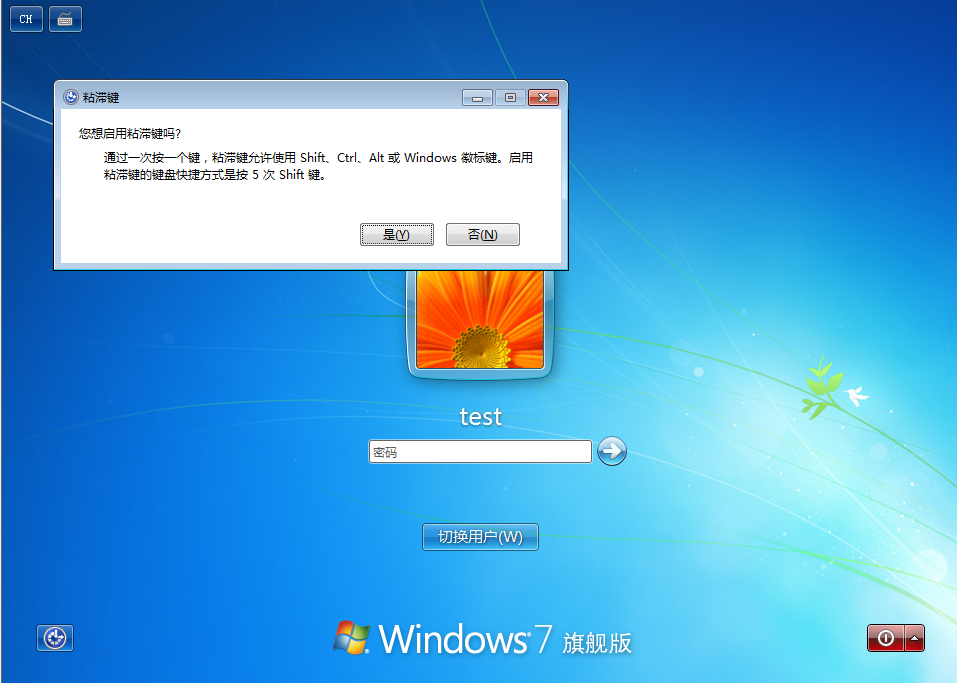 CH
粘滞键
您想启用粘滞键吗?
通过一次按一个键，粘滞键允许使用 Shift、Ctrl、Alt 或 Windows 徽标键。启用
粘滞键的键盘快捷方式是按 5 次 Shift 键。
是(Y)
否(N)
test
密码
切换用户(W)
Windows 7 旗舰版